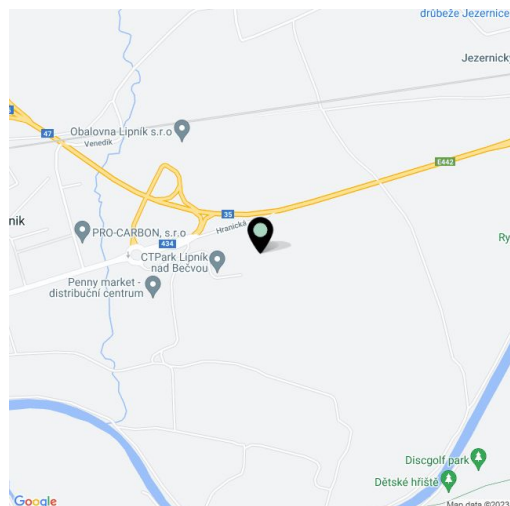 drůbeže Jezernice
Jezernický
Obalovna Lipník s.r.o
47
Venedik
E442
35
nik
Hranická
PRO-CARBON, s.r.o
434
Ry
CTPark Lipník
nad Bečvou
Penny market -
distribuční centrum
Discgolf park
Dětské hřiště
Google
Map data ©2023